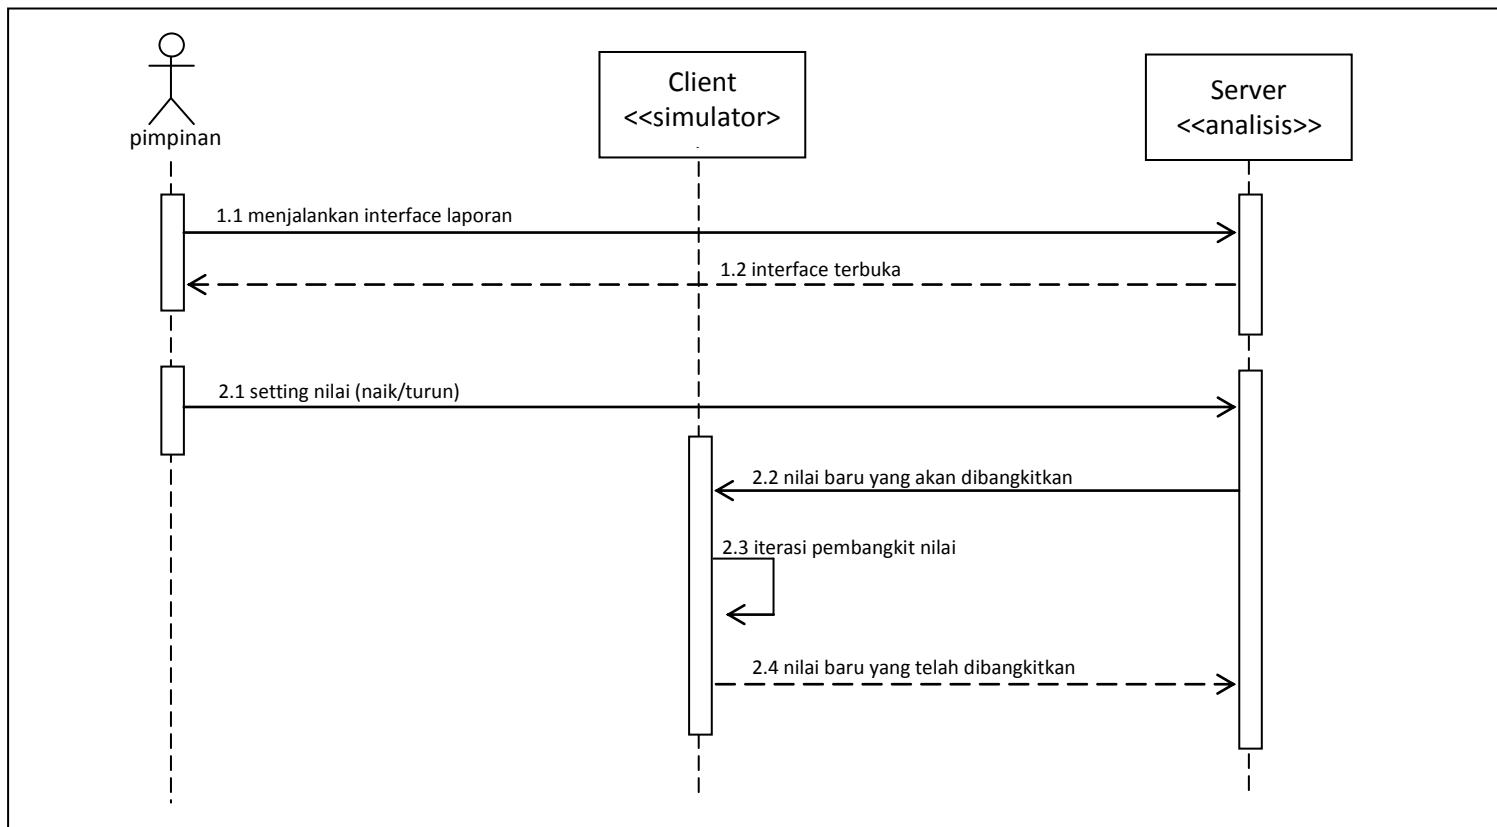 pimpinan
Client
<<simulator>
Server
<<analisis>>
1.1 menjalankan interface laporan
1.2 interface terbuka
2.1 setting nilai (naik/turun)
2.2 nilai baru yang akan dibangkitkan
2.3 iterasi pembangkit nilai
2.4 nilai baru yang telah dibangkitkan